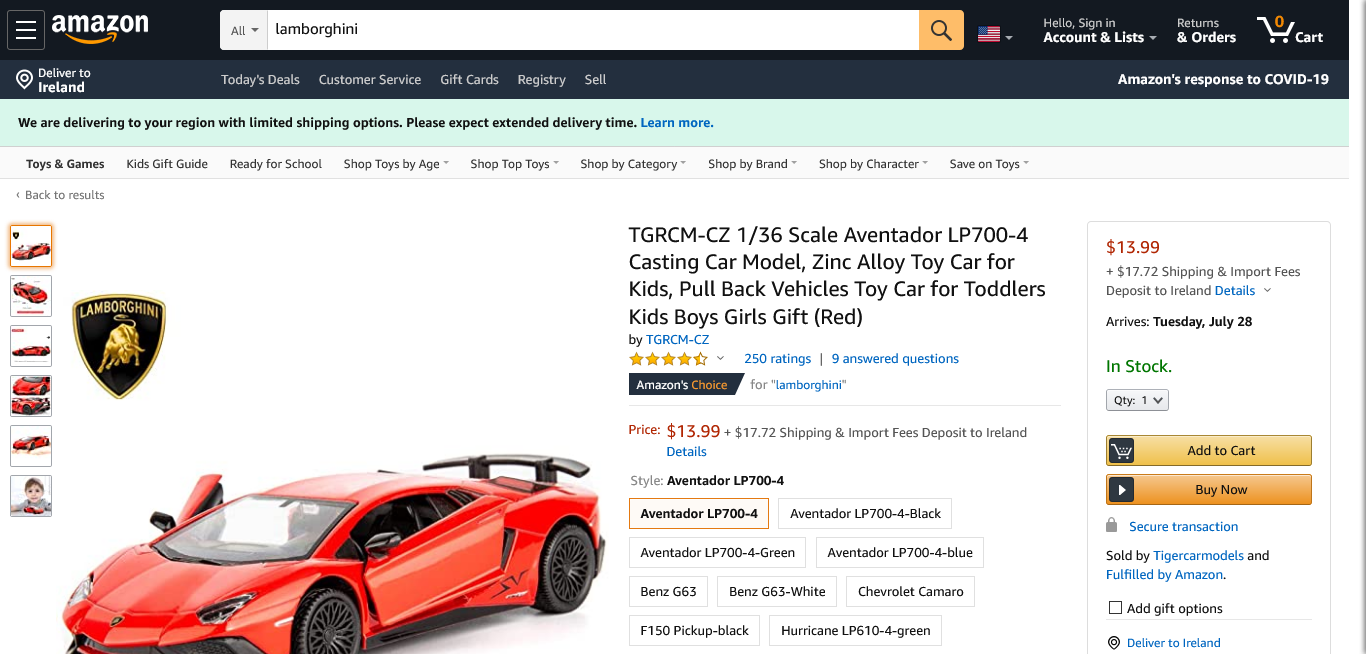 amazon
All
lamborghini
Hello, Sign in
Account & Lists
Returns
& Orders
0
Cart
Deliver to
Ireland
Today's Deals Customer Service Gift Cards Registry Sell
Amazon's response to COVID-19
We are delivering to your region with limited shipping options. Please expect extended delivery time. Learn more.
Toys & Games Kids Gift Guide Ready for School Shop Toys by Age Shop Top Toys Shop by Category Shop by Brand Shop by Character Save on Toys
‹ Back to results
LAMBORGHINI
SV
TGRCM-CZ 1/36 Scale Aventador LP700-4
Casting Car Model, Zinc Alloy Toy Car for
Kids, Pull Back Vehicles Toy Car for Toddlers
Kids Boys Girls Gift (Red)
by TGRCM-CZ
250 ratings | 9 answered questions
Amazon's Choice for "lamborghini"
Price: $13.99 + $17.72 Shipping & Import Fees Deposit to Ireland
Details
Style: Aventador LP700-4
Aventador LP700-4 Aventador LP700-4-Black
Aventador LP700-4-Green Aventador LP700-4-blue
Benz G63 Benz G63-White Chevrolet Camaro
F150 Pickup-black Hurricane LP610-4-green
$13.99
+ $17.72 Shipping & Import Fees
Deposit to Ireland Details
Arrives: Tuesday, July 28
In Stock.
Qty: 1
Add to Cart
Buy Now
Secure transaction
Sold by Tigercarmodels and
Fulfilled by Amazon.
Add gift options
Deliver to Ireland